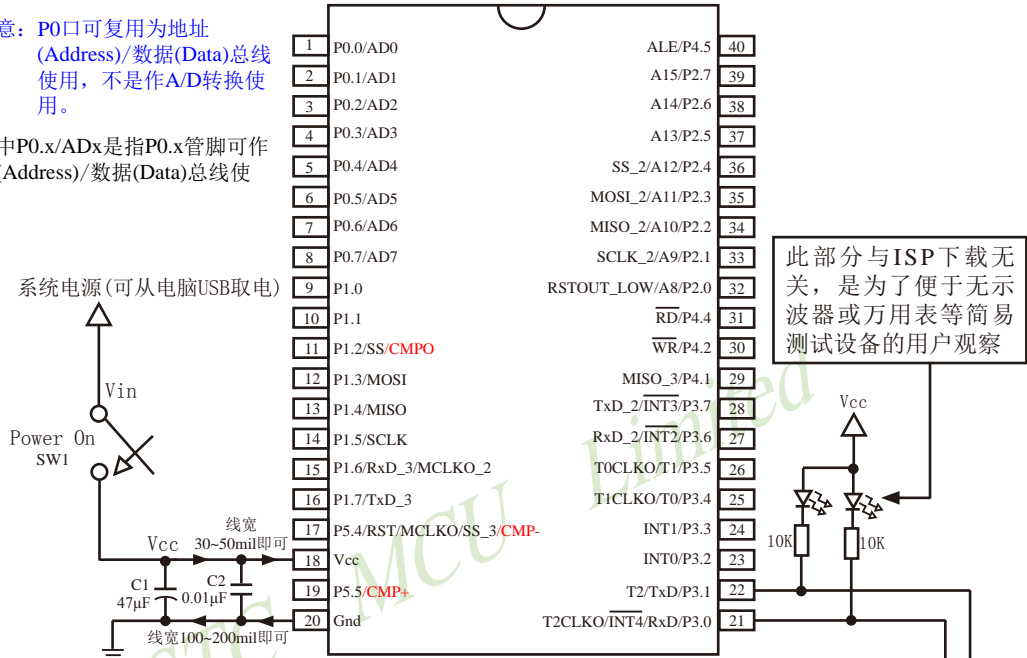 意：P0口可复用为地址
(Address)/数据(Data)总线
使用，不是作A/D转换使
用。
中P0.x/ADx是指P0.x管脚可作
(Address)/数据(Data)总线使
系统电源(可从电脑USB取电)
Vin
Power On
SW1
Vcc
线宽
30~50mil即可
C1
47μF
C2
0.01μF
线宽100~200mil即可
1 P0.0/AD0
2 P0.1/AD1
3 P0.2/AD2
4 P0.3/AD3
5 P0.4/AD4
6 P0.5/AD5
7 P0.6/AD6
8 P0.7/AD7
9 P1.0
10 P1.1
11 P1.2/SS/CMPO
12 P1.3/MOSI
13 P1.4/MISO
14 P1.5/SCLK
15 P1.6/RxD_3/MCLKO_2
16 P1.7/TxD_3
17 P5.4/RST/MCLKO/SS_3/CMP-
18 Vcc
19 P5.5/CMP+
20 Gnd
ALE/P4.5 40
A15/P2.7 39
A14/P2.6 38
A13/P2.5 37
SS_2/A12/P2.4 36
MOSI_2/A11/P2.3 35
MISO_2/A10/P2.2 34
SCLK_2/A9/P2.1 33
RSTOUT_LOW/A8/P2.0 32
RD/P4.4 31
WR/P4.2 30
MISO_3/P4.1 29
TxD_2/INT3/P3.7 28
RxD_2/INT2/P3.6 27
T0CLKO/T1/P3.5 26
T1CLKO/T0/P3.4 25
INT1/P3.3 24
INT0/P3.2 23
T2/TxD/P3.1 22
T2CLKO/INT4/RxD/P3.0 21
此部分与ISP下载无
关，是为了便于无示
波器或万用表等简易
测试设备的用户观察
Vcc
10K
10K
STC MCU Limited